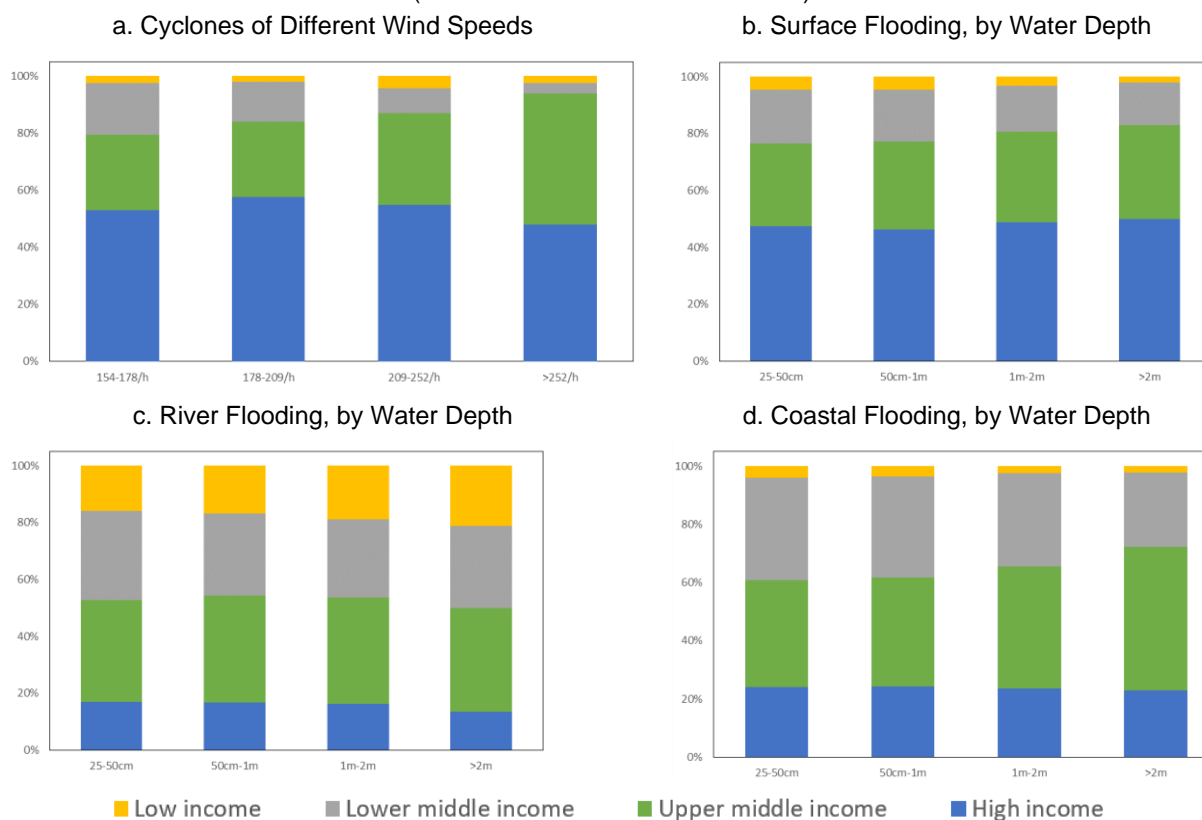 a. Cyclones of Different Wind Speeds
b. Surface Flooding, by Water Depth
100%
80%
60%
40%
20%
0%
154-178/h
178-209/h
209-252/h
>252/h
100%
80%
60%
40%
20%
0%
25-50cm
50cm-1m
1m-2m
>2m
c. River Flooding, by Water Depth
d. Coastal Flooding, by Water Depth
100%
80%
60%
40%
20%
0%
25-50cm
50cm-1m
1m-2m
>2m
100%
80%
60%
40%
20%
0%
25-50cm
50cm-1m
1m-2m
>2m
Low income
Lower middle income
Upper middle income
High income